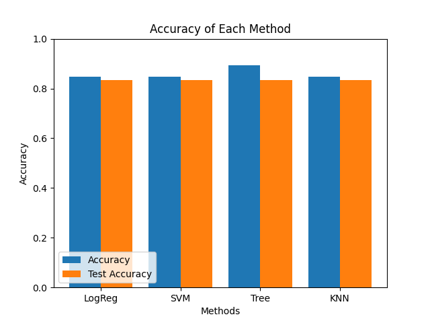 Accuracy of Each Method
1.0
0.8
0.6
0.4
0.2
0.0
Accuracy
Accuracy
Test Accuracy
LogReg SVM Tree KNN
Methods